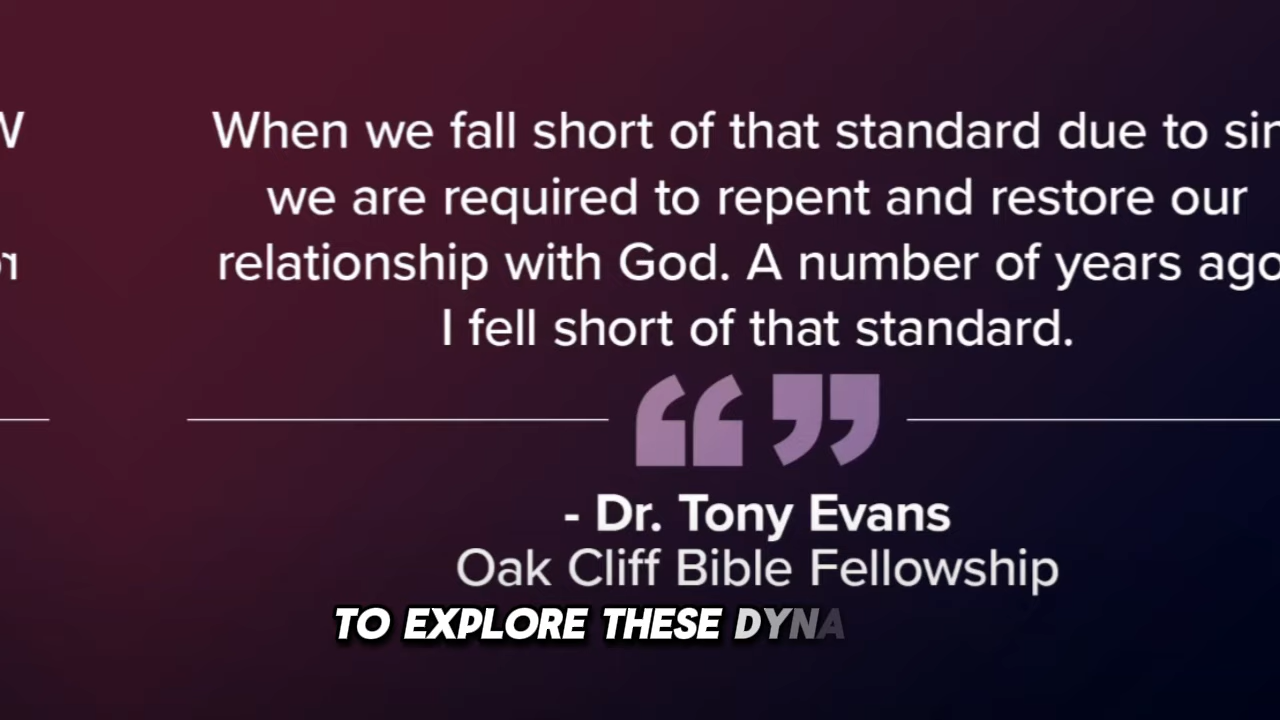 When we fall short of that standard due to sin
we are required to repent and restore our
relationship with God. A number of years ago
I fell short of that standard.
- Dr. Tony Evans
Oak Cliff Bible Fellowship
TO EXPLORE THESE DYNA